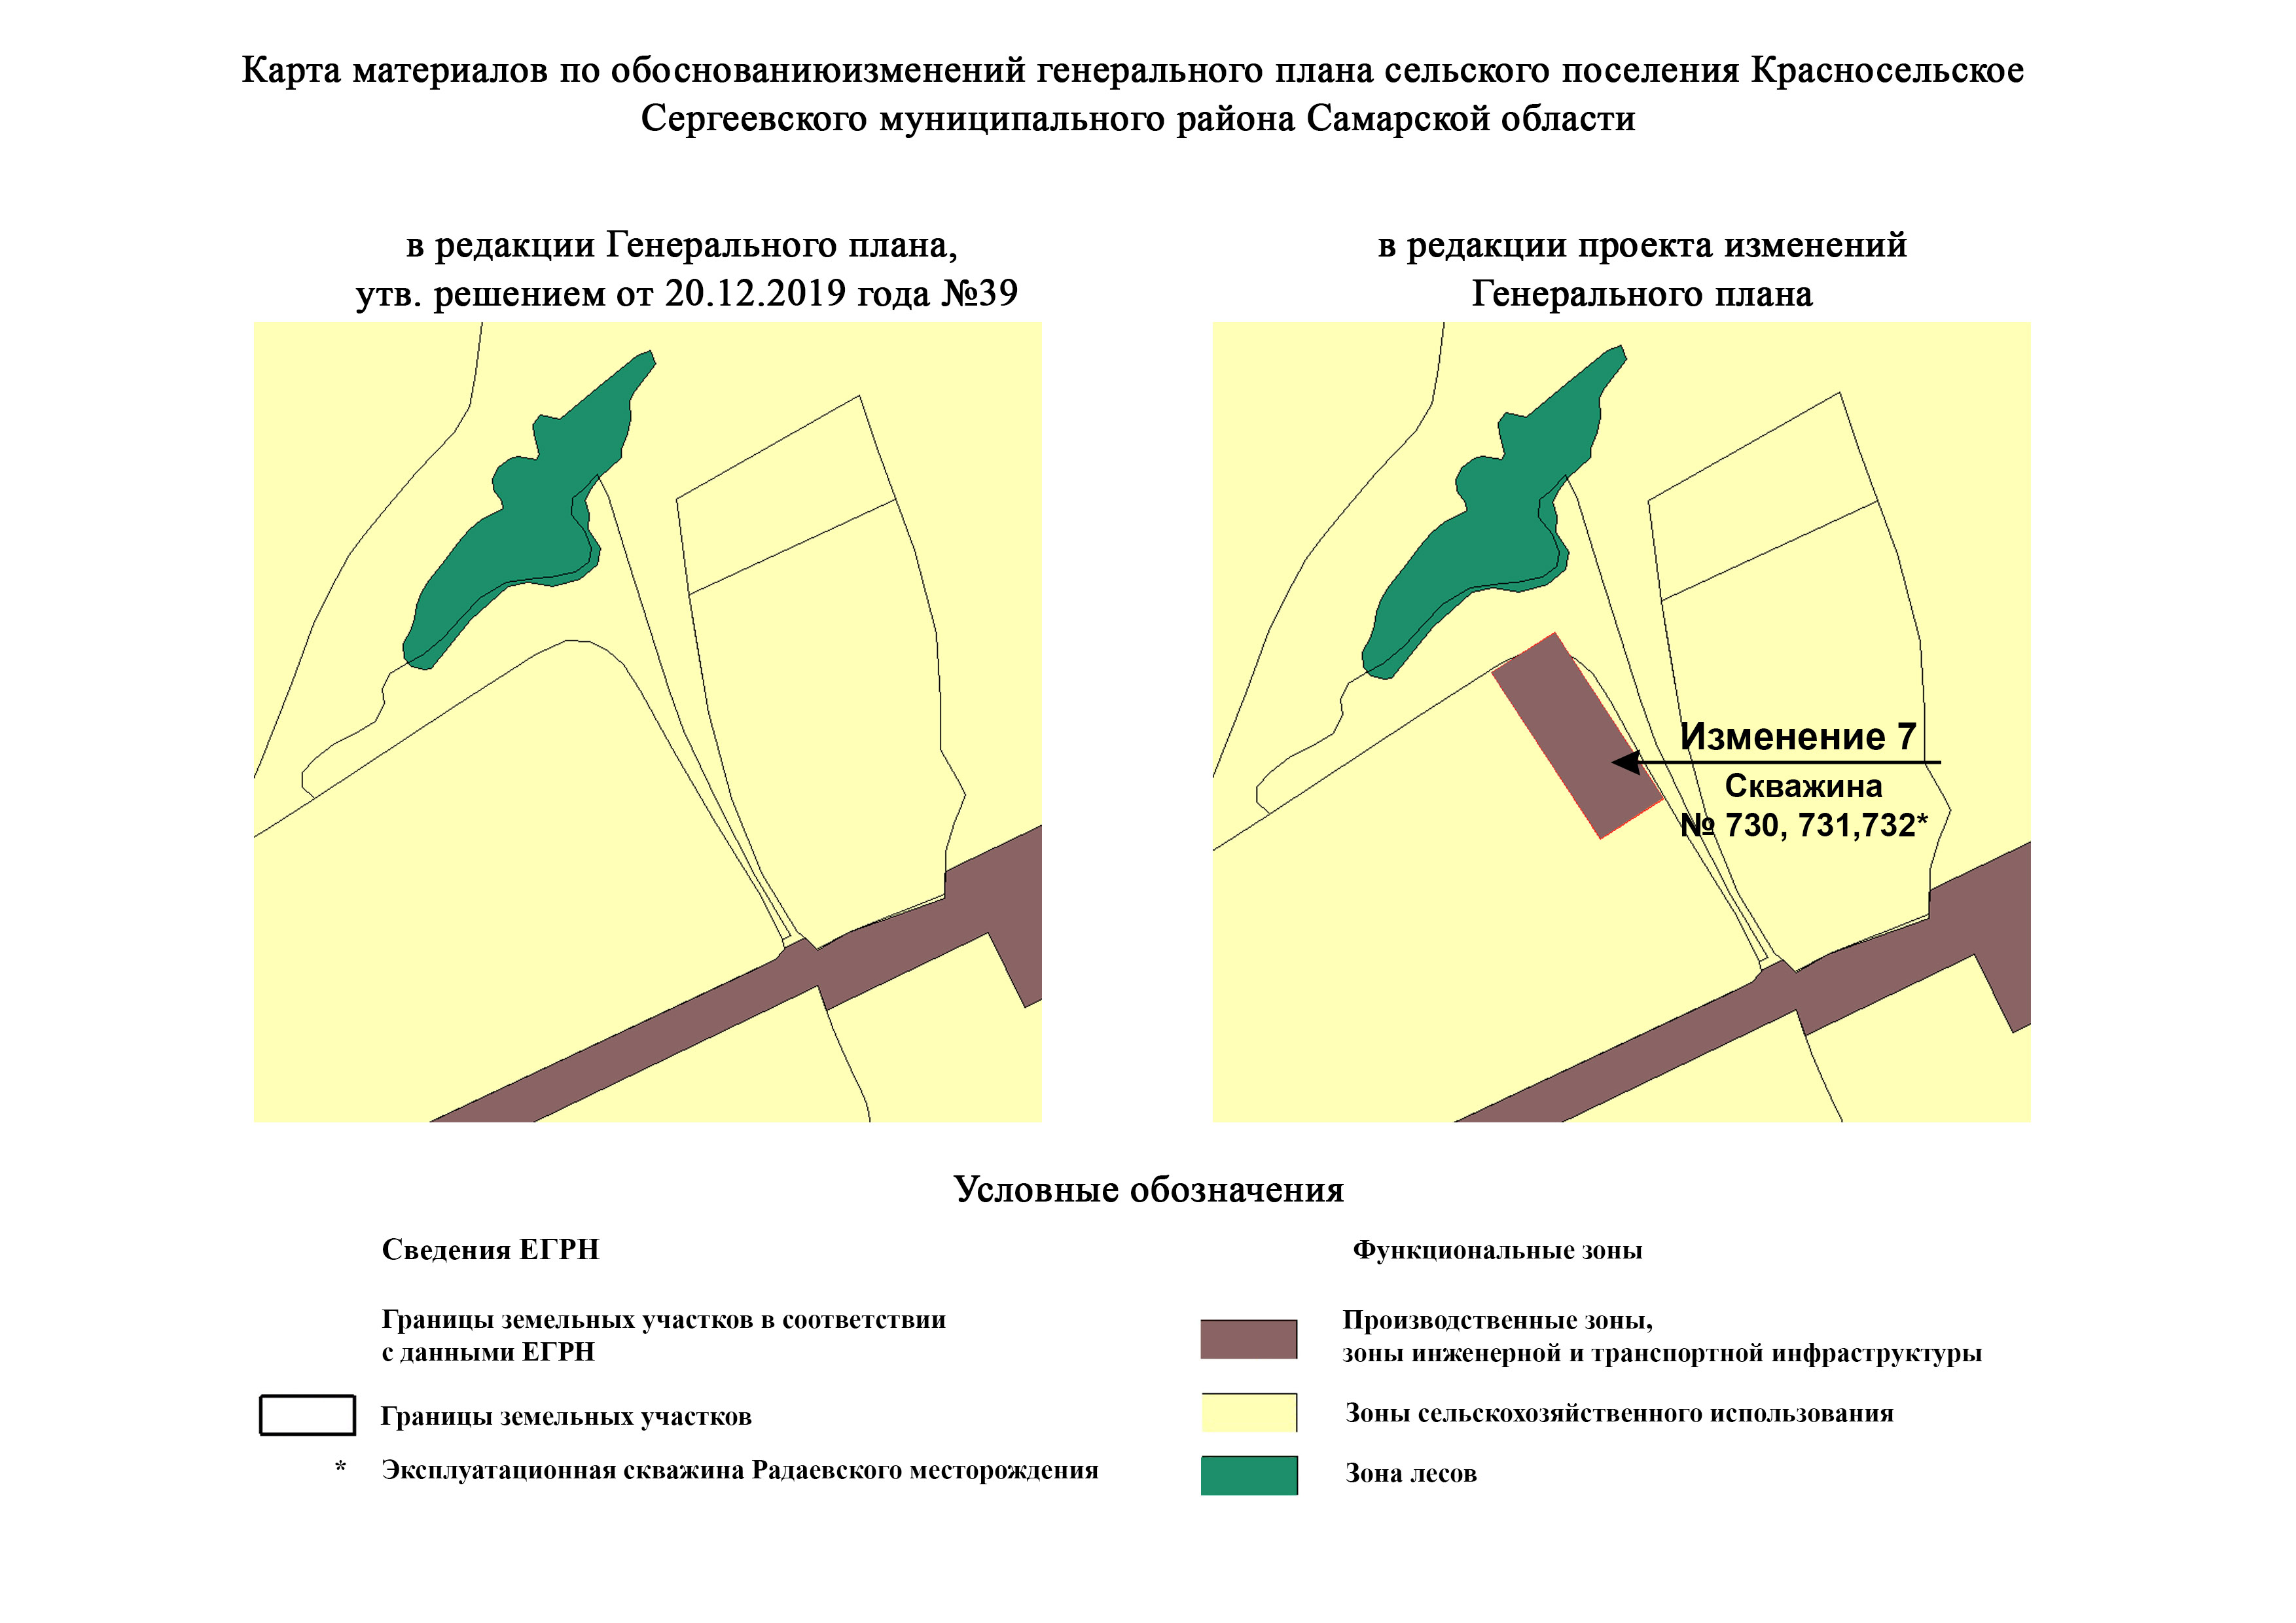 Карта материалов по обоснованиюизменений генерального плана сельского поселения Красносельское
Сергеевского муниципального района Самарской области
в редакции Генерального плана,
утв. решением от 20.12.2019 года №39
в редакции проекта изменений
Генерального плана
Изменение 7
Скважина
№ 730, 731,732*
Условные обозначения
Сведения ЕГРН
Границы земельных участков в соответствии
с данными ЕГРН
Границы земельных участков
* Эксплуатационная скважина Радаевского месторождения
Функциональные зоны
Производственные зоны,
зоны инженерной и транспортной инфраструктуры
Зоны сельскохозяйственного использования
Зона лесов